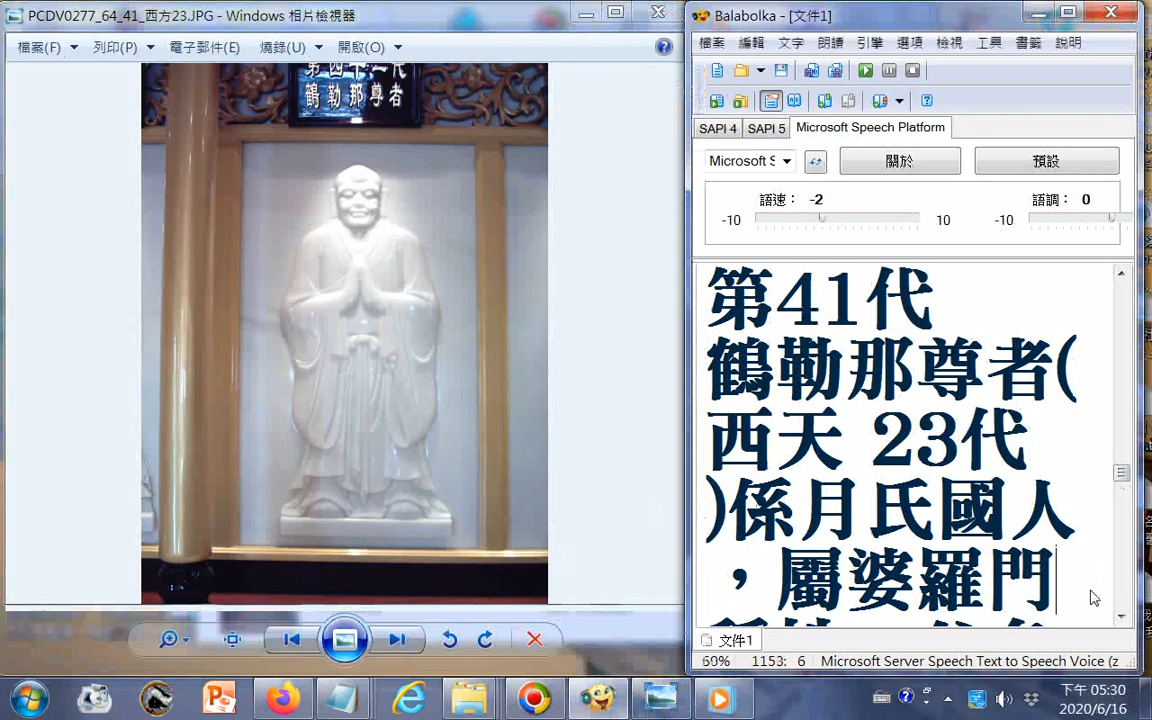 PCDV0277_64_41_西方23.JPG - Windows 相片檢視器
檔案(F) 列印(P) 電子郵件(E) 燒錄(U) 開啟(O)
鶴勒那尊者
Balabolka - [文件1]
檔案 編輯 文字 朗讀 引擎 選項 檢視 工具 書籤 說明
SAPI 4 SAPI 5 Microsoft Speech Platform
Microsoft S 關於 預設
語速： -2 語調： 0
-10 10 -10
第41代
鶴勒那尊者(
西天 23代
)係月氏國人
，屬婆羅門
文件1
60% 1153: 6 Microsoft Server Speech Text to Speech Voice (z
下午 05:30
2020/6/16